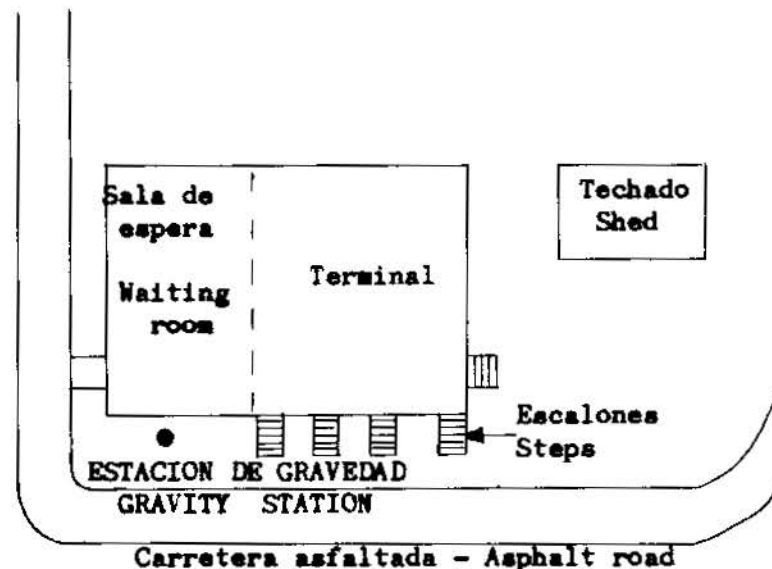 Sala de
espera
Waiting
room
Terminal
Techado
Shed
Escalones
Steps
ESTACION DE GRAVEDAD
GRAVITY STATION
Carretera asfaltada - Asphalt road